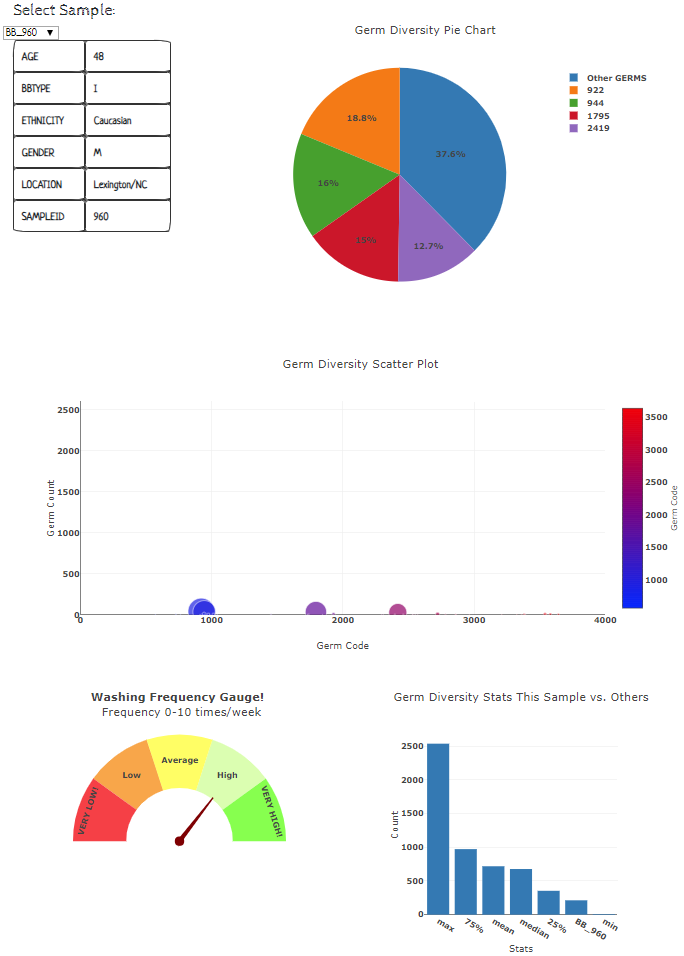 Select Sample:
BB_960 ▼
AGE 48
BBTYPE I
ETHNICITY Caucasian
GENDER M
LOCATION Lexington/NC
SAMPLEID 960
Germ Diversity Pie Chart
37.6%
18.8%
16%
15%
12.7%
Other GERMS
922
944
1795
2419
Germ Diversity Scatter Plot
Germ Count
2500
2000
1500
1000
500
0
0 1000 2000 3000 4000
Germ Code
3500
3000
2500
2000
1500
1000
Germ Code
Washing Frequency Gauge!
Frequency 0-10 times/week
VERY LOW!
Low
Average
High
VERY HIGH!
Germ Diversity Stats This Sample vs. Others
Count
2500
2000
1500
1000
500
0
max 75% mean median 25% BB_960 min
Stats